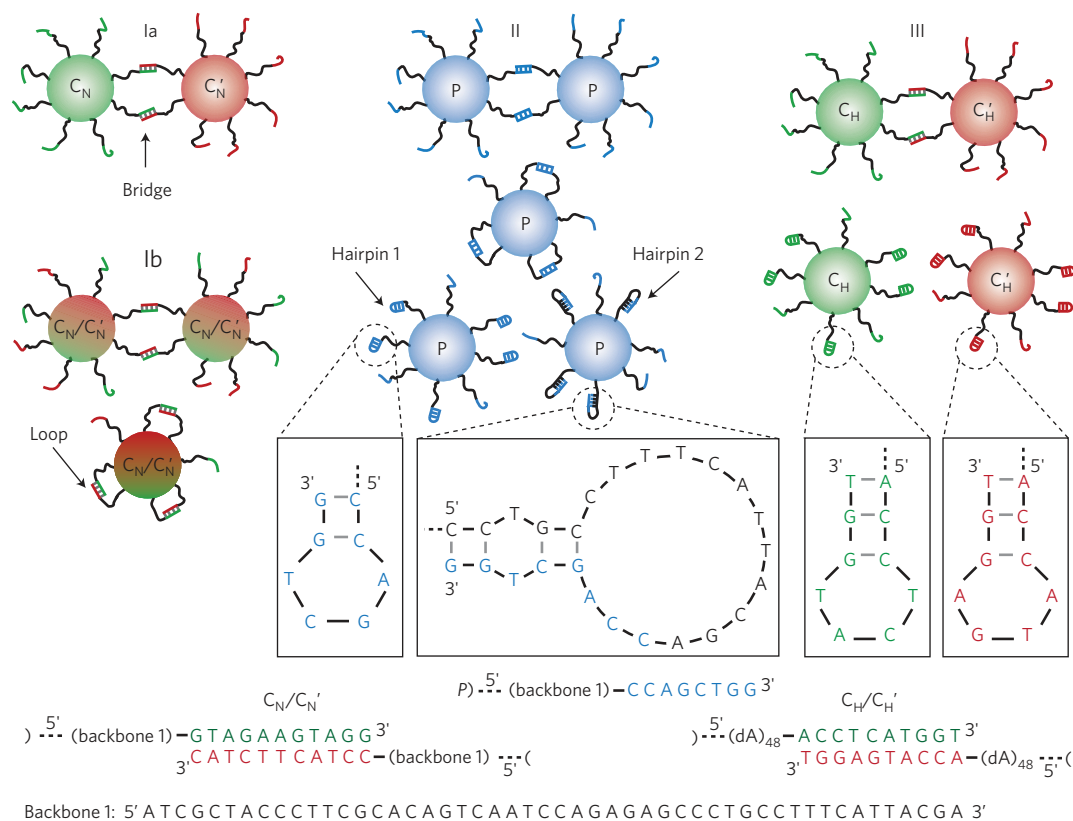 Ia
C_N
C'_N
Bridge
Ib
C_N/C'_N
C_N/C'_N
Loop
C_N/C'_N
II
P
P
P
Hairpin 1
Hairpin 2
P
P
III
C_H
C'_H
C_H
C'_H
3' 5'
G C
G C
T A
C G
5'
C C T G C C T T T C A T T A C G A
3'
G G T C G A C C
3' 5'
T A
G C
G C
T T
A C
3' 5'
T A
G C
G C
A A
G T
P) 5' (backbone 1) C C A G C T G G 3'
C_N/C_N'
) 5' (backbone 1) G T A G A A G T A G G 3'
3' C A T C T T C A T C C (backbone 1) 5' (
C_H/C_H'
) 5' (dA)48 A C C T C A T G G T 3'
3' T G G A G T A C C A (dA)48 5' (
Backbone 1: 5' A T C G C T A C C C T T C G C A C A G T C A A T C C A G A G A G C C C T G C C T T T C A T T A C G A 3'